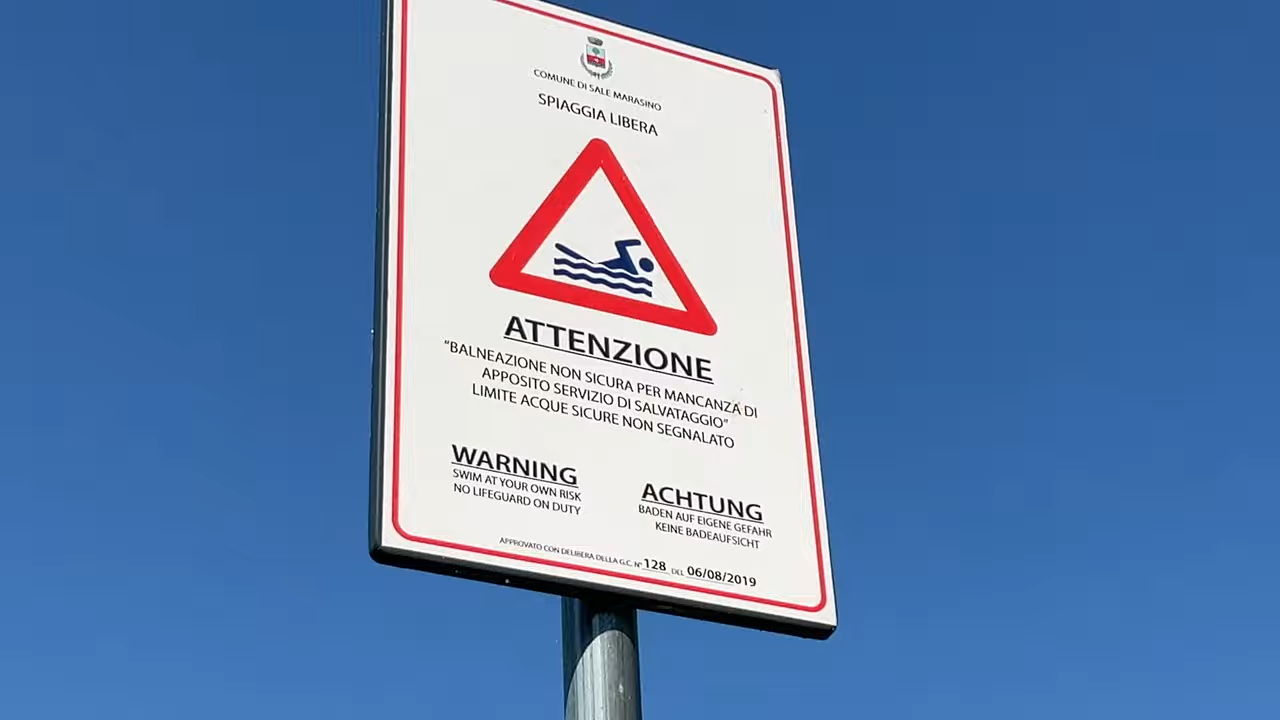 COMUNE DI SALE MARASINO
SPIAGGIA LIBERA
ATTENZIONE
"BALNEAZIONE NON SICURA PER MANCANZA DI
APPOSITO SERVIZIO DI SALVATAGGIO"
LIMITE ACQUE SICURE NON SEGNALATO
WARNING
SWIM AT YOUR OWN RISK
NO LIFEGUARD ON DUTY
ACHTUNG
BADEN AUF EIGENE GEFAHR
KEINE BADEAUFSICHT
APPROVATO CON DELIBERA DELLA G.C. N° 128 DEL 06/08/2019